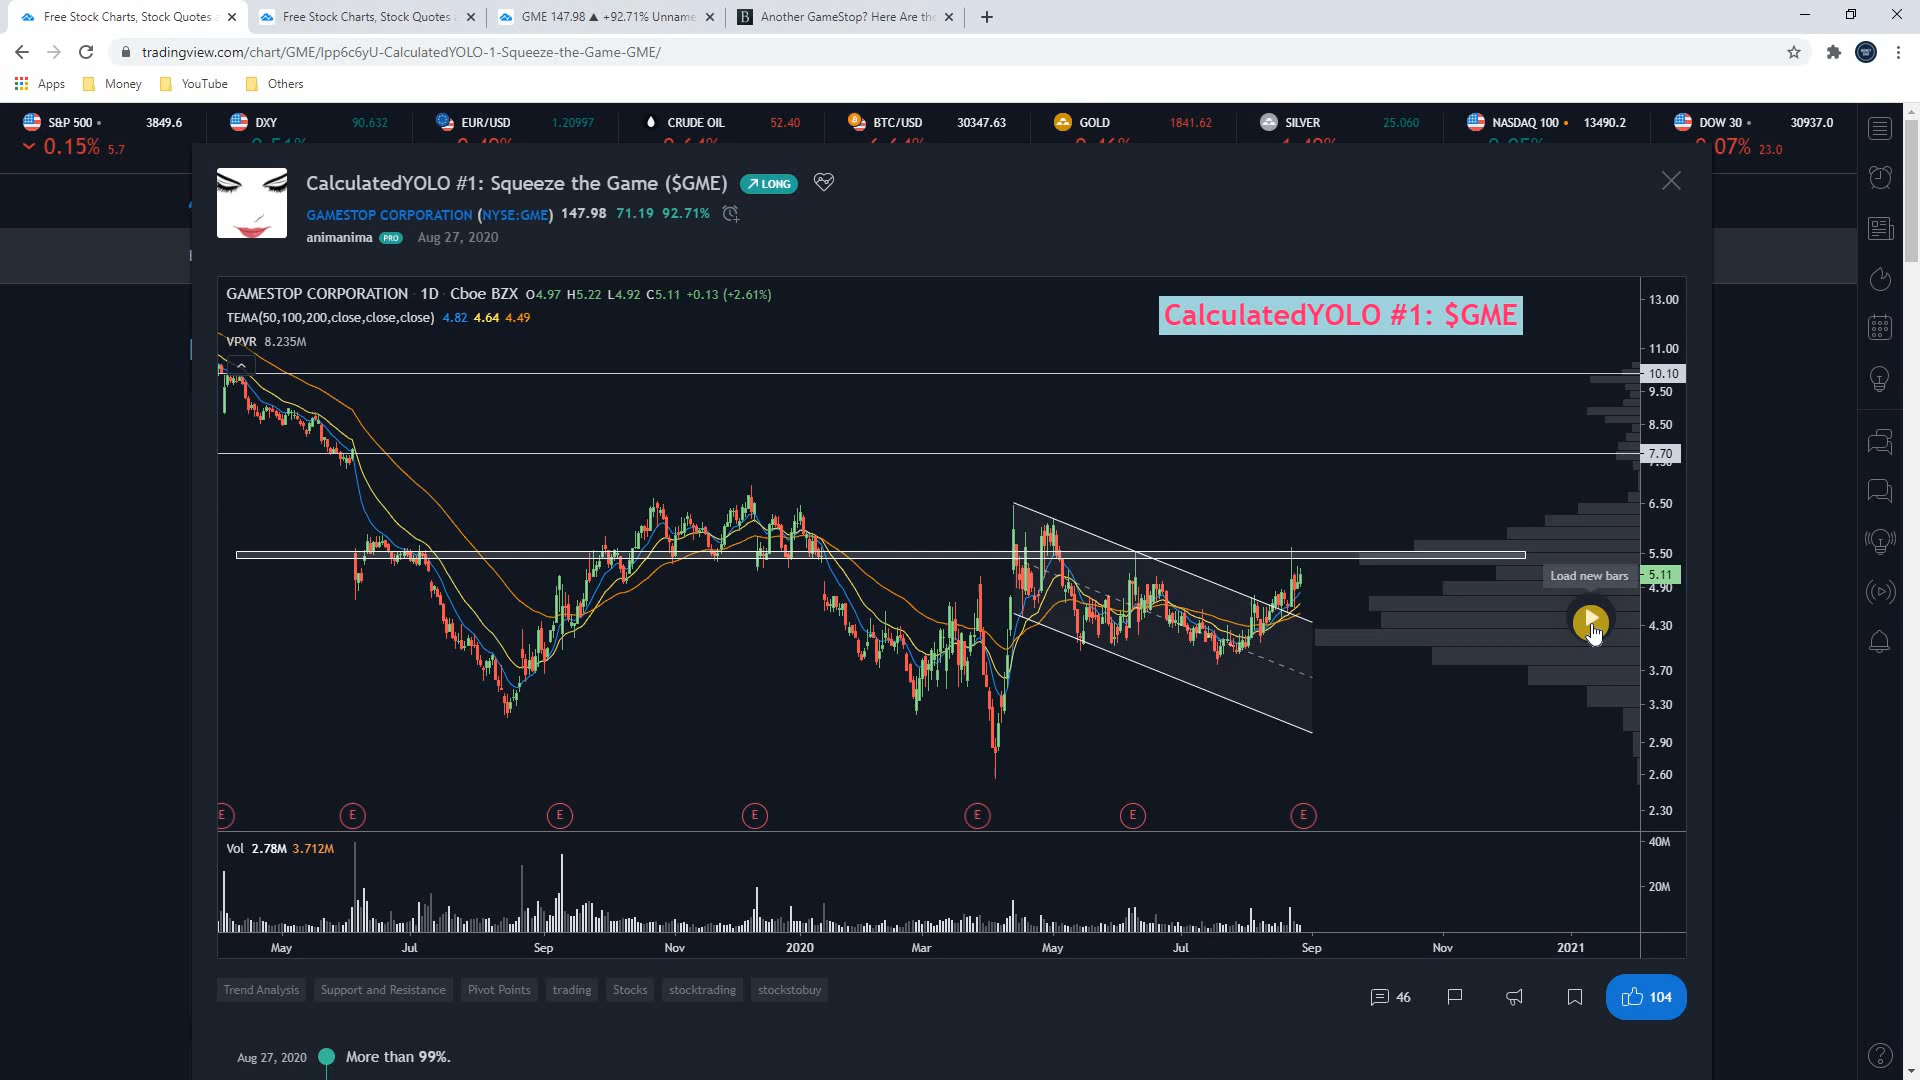 Free Stock Charts, Stock Quotes a
Free Stock Charts, Stock Quotes a
GME 147.98 ▲ +92.71% Unname
Another GameStop? Here Are the
tradingview.com/chart/GME/lpp6c6yU-CalculatedYOLO-1-Squeeze-the-Game-GME/
Apps Money YouTube Others
S&P 500 3849.6
0.15% 5.7
DXY 90.632
EUR/USD 1.20997
CRUDE OIL 52.40
BTC/USD 30347.63
GOLD 1841.62
SILVER 25.060
NASDAQ 100 13490.2
DOW 30 30937.0
0.07% 23.0
CalculatedYOLO #1: Squeeze the Game ($GME) LONG
GAMESTOP CORPORATION (NYSE:GME) 147.98 71.19 92.71%
animanima PRO Aug 27, 2020
GAMESTOP CORPORATION 1D Cboe BZX O4.97 H5.22 L4.92 C5.11 +0.13 (+2.61%)
TEMA(50,100,200,close,close,close) 4.82 4.64 4.49
VPVR 8.235M
CalculatedYOLO #1: $GME
13.00
11.00
10.10
9.50
8.50
7.70
6.50
5.50
Load new bars
5.11
4.90
4.30
3.70
3.30
2.90
2.60
2.30
E E E E E E E
Vol 2.78M 3.712M
40M
20M
May Jul Sep Nov 2020 Mar May Jul Sep Nov 2021
Trend Analysis Support and Resistance Pivot Points trading Stocks stocktrading stockstobuy
46
104
Aug 27, 2020 More than 99%.